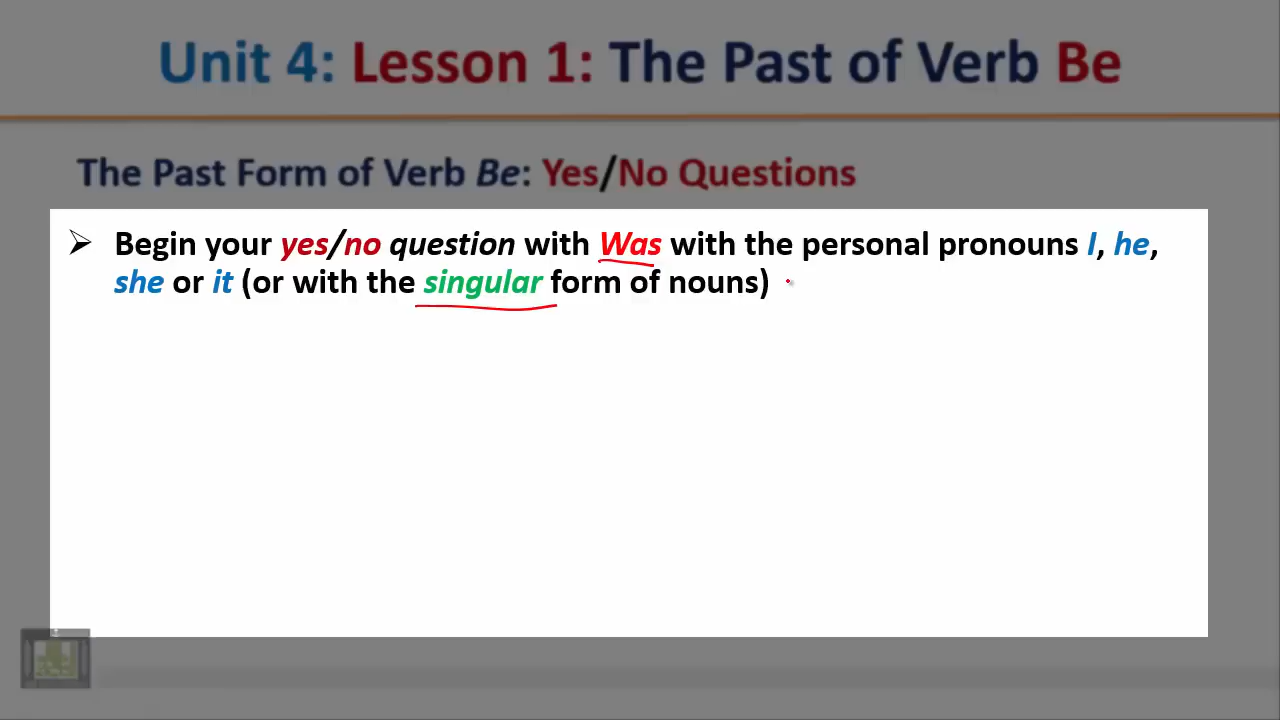 Unit 4: Lesson 1: The Past of Verb Be
The Past Form of Verb Be: Yes/No Questions
➢ Begin your yes/no question with Was with the personal pronouns I, he,
she or it (or with the singular form of nouns)